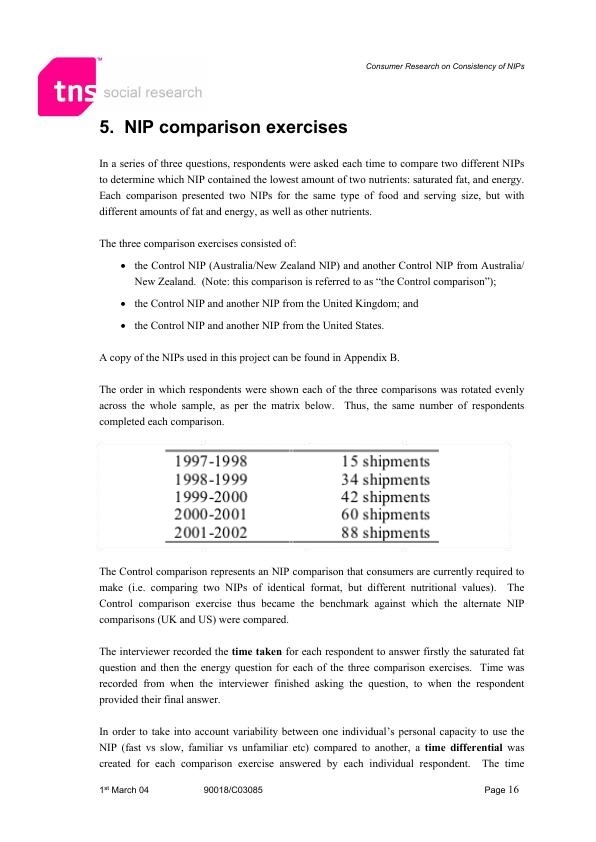 Consumer Research on Consistency of NIPs
tns™ social research
5. NIP comparison exercises
In a series of three questions, respondents were asked each time to compare two different NIPs
to determine which NIP contained the lowest amount of two nutrients: saturated fat, and energy.
Each comparison presented two NIPs for the same type of food and serving size, but with
different amounts of fat and energy, as well as other nutrients.
The three comparison exercises consisted of:
• the Control NIP (Australia/New Zealand NIP) and another Control NIP from Australia/
New Zealand. (Note: this comparison is referred to as “the Control comparison”);
• the Control NIP and another NIP from the United Kingdom; and
• the Control NIP and another NIP from the United States.
A copy of the NIPs used in this project can be found in Appendix B.
The order in which respondents were shown each of the three comparisons was rotated evenly
across the whole sample, as per the matrix below. Thus, the same number of respondents
completed each comparison.
1997-1998 15 shipments
1998-1999 34 shipments
1999-2000 42 shipments
2000-2001 60 shipments
2001-2002 88 shipments
The Control comparison represents an NIP comparison that consumers are currently required to
make (i.e. comparing two NIPs of identical format, but different nutritional values). The
Control comparison exercise thus became the benchmark against which the alternate NIP
comparisons (UK and US) were compared.
The interviewer recorded the time taken for each respondent to answer firstly the saturated fat
question and then the energy question for each of the three comparison exercises. Time was
recorded from when the interviewer finished asking the question, to when the respondent
provided their final answer.
In order to take into account variability between one individual’s personal capacity to use the
NIP (fast vs slow, familiar vs unfamiliar etc) compared to another, a time differential was
created for each comparison exercise answered by each individual respondent. The time
1st March 04 90018/C03085 Page 16